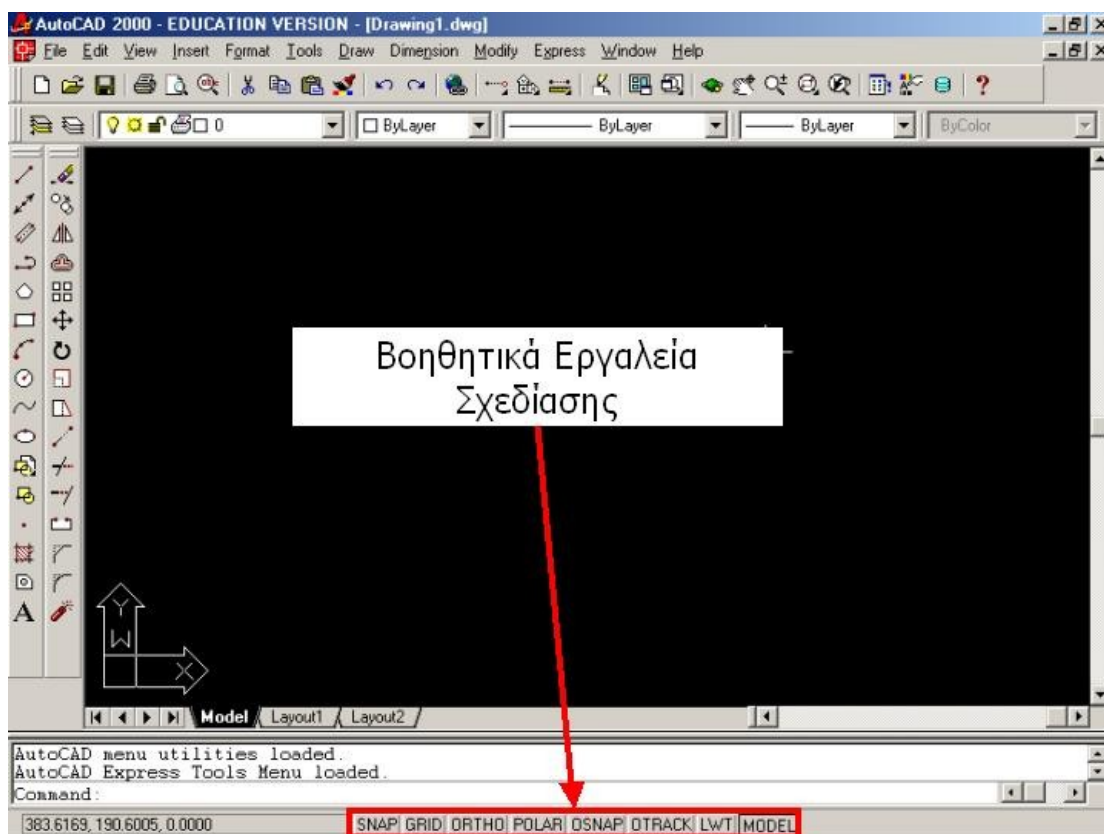 AutoCAD 2000 - EDUCATION VERSION - [Drawing1.dwg]
File Edit View Insert Format Tools Draw Dimension Modify Express Window Help
0 ByLayer ByLayer ByLayer ByColor
Βοηθητικά Εργαλεία
Σχεδίασης
A
Y
W
X
Model Layout1 Layout2
AutoCAD menu utilities loaded.
AutoCAD Express Tools Menu loaded.
Command:
383.6169, 190.6005, 0.0000 SNAP GRID ORTHO POLAR OSNAP OTRACK LWT MODEL